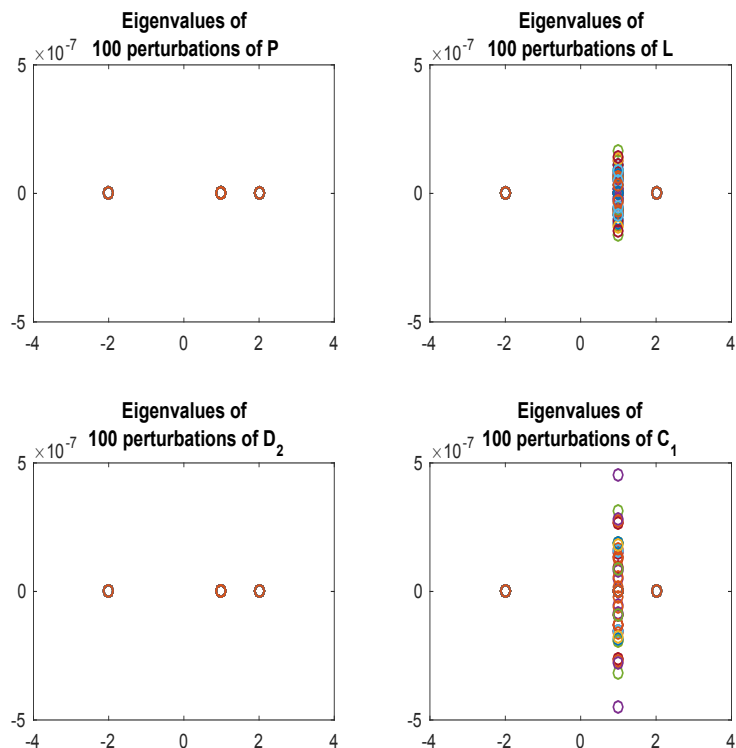 Eigenvalues of
100 perturbations of P
×10⁻⁷
5
0
-5
-4 -2 0 2 4
Eigenvalues of
100 perturbations of L
×10⁻⁷
5
0
-5
-4 -2 0 2 4
Eigenvalues of
100 perturbations of D₂
×10⁻⁷
5
0
-5
-4 -2 0 2 4
Eigenvalues of
100 perturbations of C₁
×10⁻⁷
5
0
-5
-4 -2 0 2 4